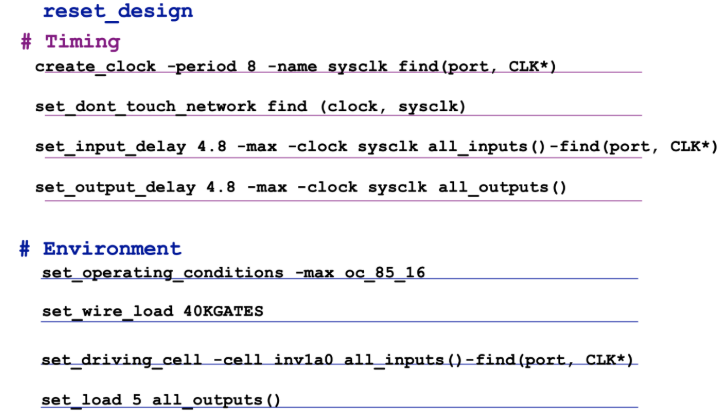 reset_design
# Timing
create_clock -period 8 -name sysclk find(port, CLK*)
set_dont_touch_network find (clock, sysclk)
set_input_delay 4.8 -max -clock sysclk all_inputs()-find(port, CLK*)
set_output_delay 4.8 -max -clock sysclk all_outputs()
# Environment
set_operating_conditions -max oc_85_16
set_wire_load 40KGATES
set_driving_cell -cell inv1a0 all_inputs()-find(port, CLK*)
set_load 5 all_outputs()